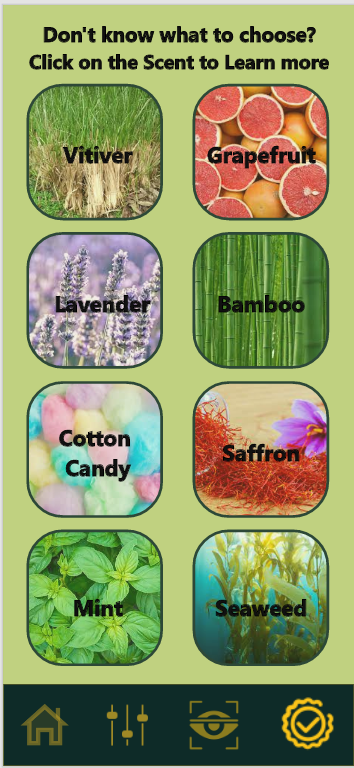 Don't know what to choose?
Click on the Scent to Learn more
Vitiver
Grapefruit
Lavender
Bamboo
Cotton
Candy
Saffron
Mint
Seaweed